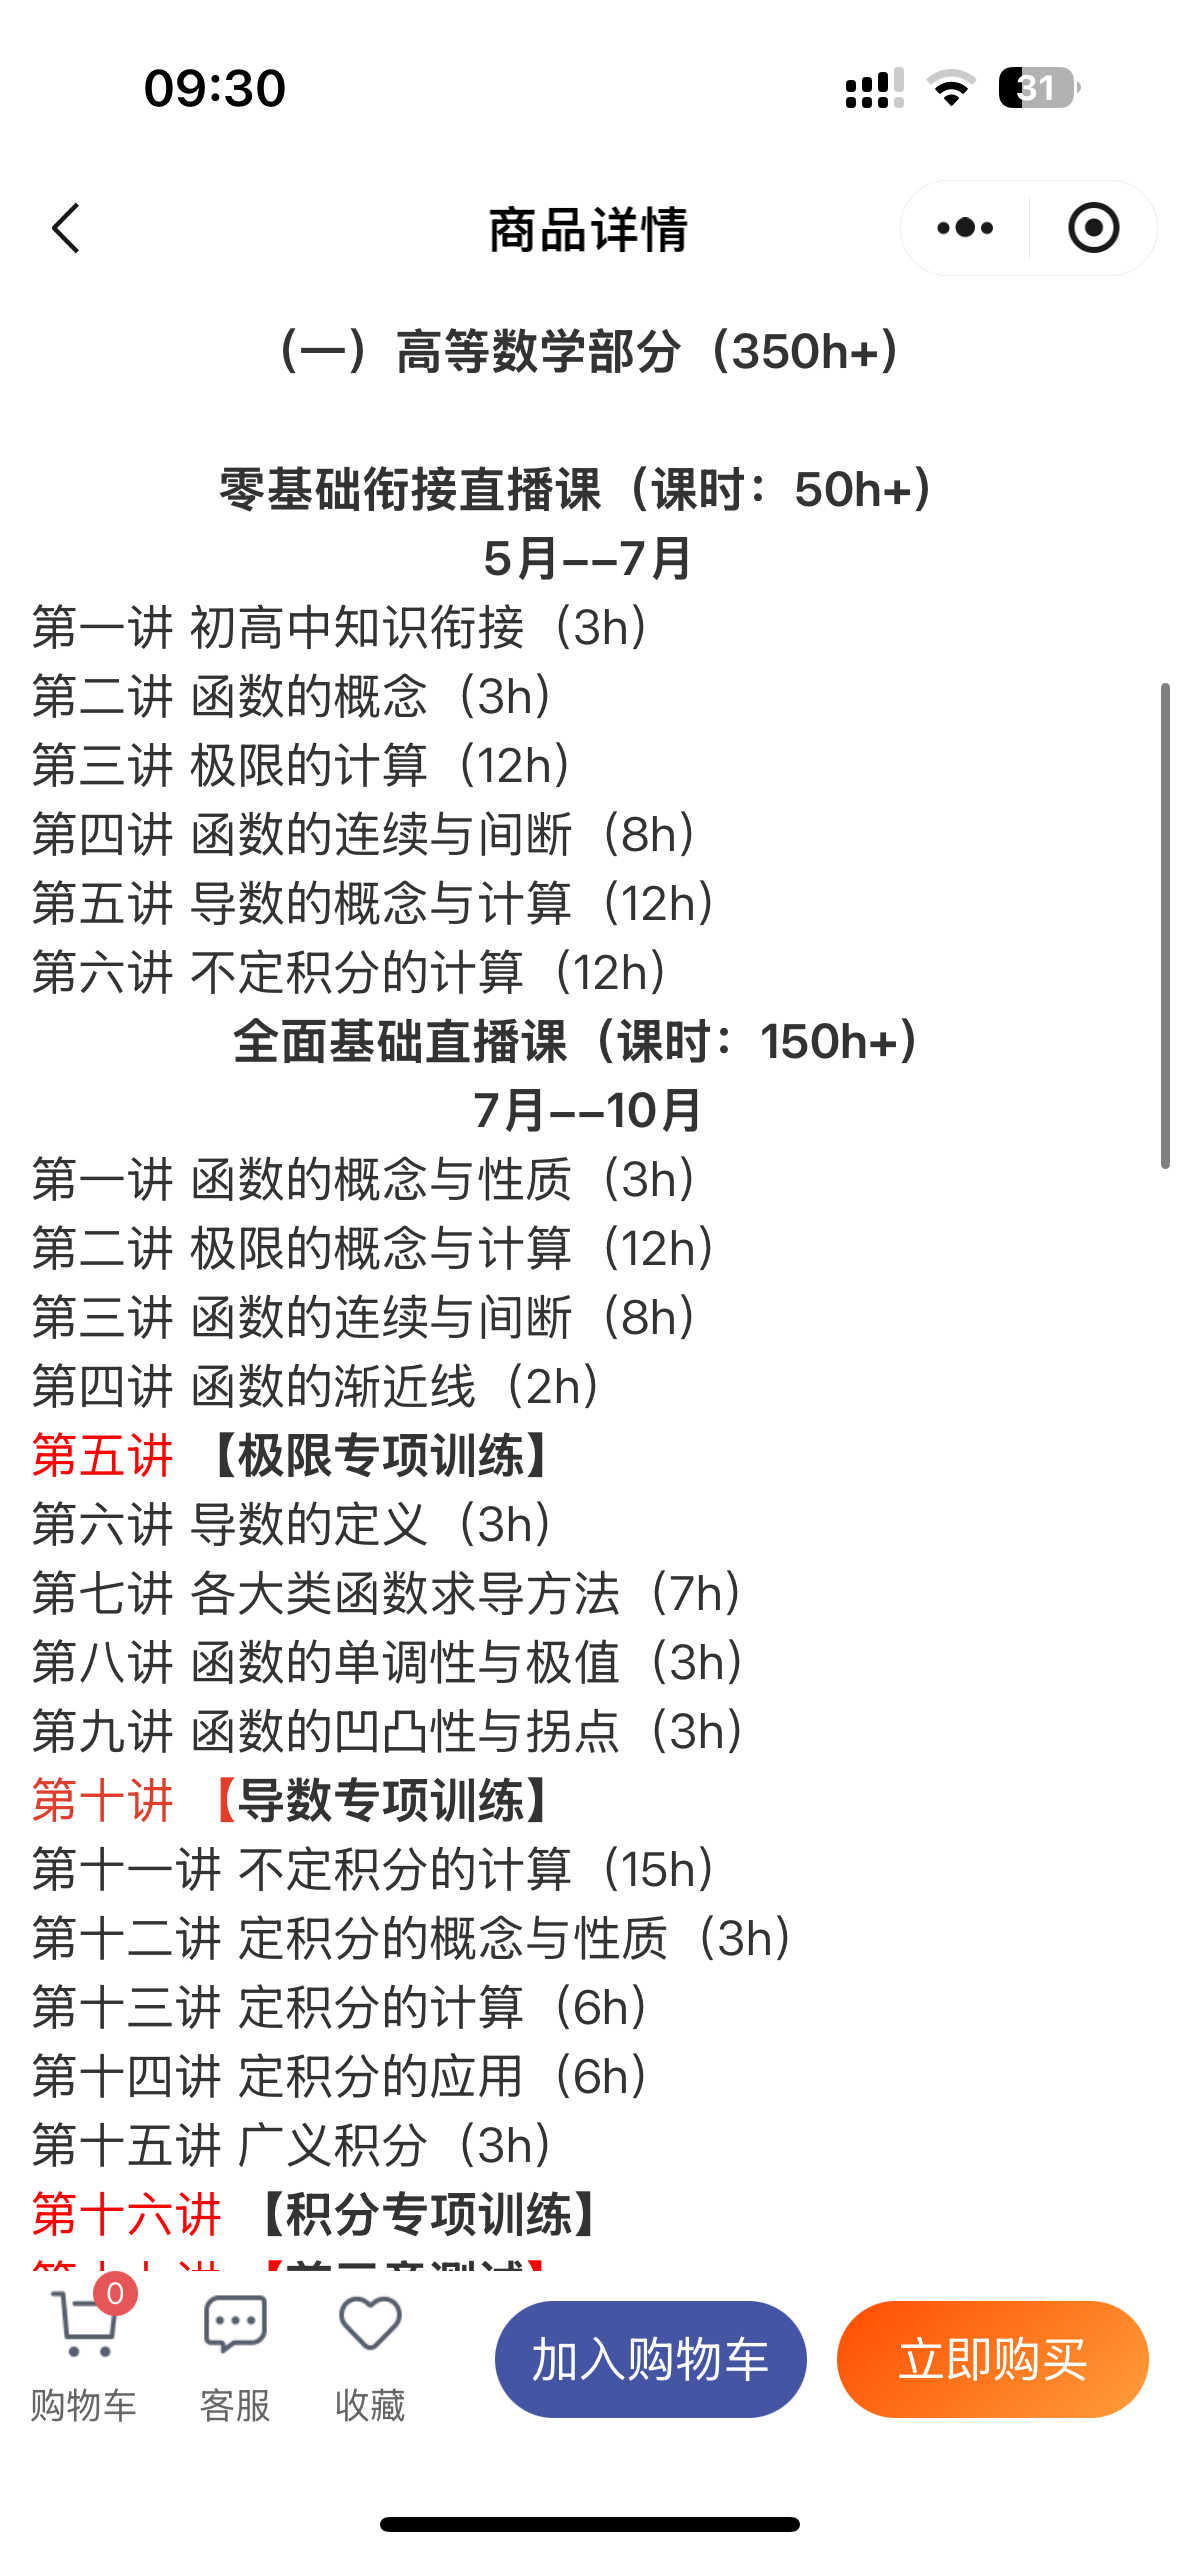 09:30
31
商品详情
（一）高等数学部分（350h+）
零基础衔接直播课（课时：50h+）
5月--7月
第一讲 初高中知识衔接（3h）
第二讲 函数的概念（3h）
第三讲 极限的计算（12h）
第四讲 函数的连续与间断（8h）
第五讲 导数的概念与计算（12h）
第六讲 不定积分的计算（12h）
全面基础直播课（课时：150h+）
7月--10月
第一讲 函数的概念与性质（3h）
第二讲 极限的概念与计算（12h）
第三讲 函数的连续与间断（8h）
第四讲 函数的渐近线（2h）
第五讲 【极限专项训练】
第六讲 导数的定义（3h）
第七讲 各大类函数求导方法（7h）
第八讲 函数的单调性与极值（3h）
第九讲 函数的凹凸性与拐点（3h）
第十讲 【导数专项训练】
第十一讲 不定积分的计算（15h）
第十二讲 定积分的概念与性质（3h）
第十三讲 定积分的计算（6h）
第十四讲 定积分的应用（6h）
第十五讲 广义积分（3h）
第十六讲 【积分专项训练】
0
购物车
客服
收藏
加入购物车
立即购买